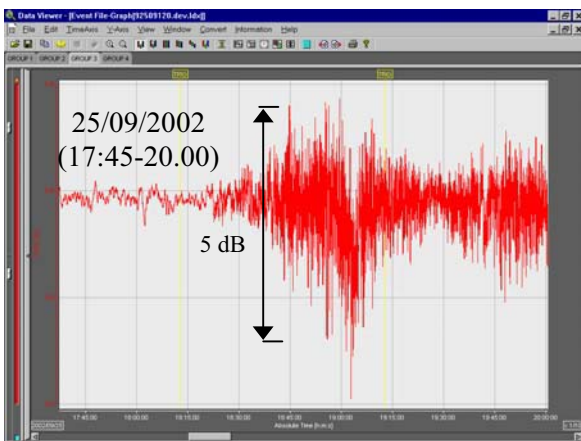 Data Viewer - [Event File-Graph[92509120.dev.Idx]]
File Edit TimeAxis Y-Axis View Window Convert Information Help
GROUP 1 GROUP 2 GROUP 3 GROUP 4
25/09/2002
(17:45-20.00)
5 dB
17:45:00 18:00:00 18:15:00 18:30:00 18:45:00 19:00:00 19:15:00 19:30:00 19:45:00 20:00:00
Absolute Time [h:m:s]